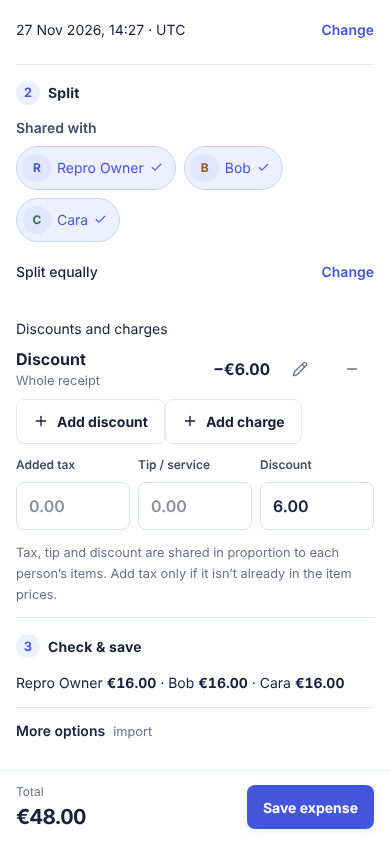 27 Nov 2026, 14:27 · UTC Change
2 Split
Shared with
R Repro Owner ✓ B Bob ✓
C Cara ✓
Split equally Change
Discounts and charges
Discount −€6.00
Whole receipt
+ Add discount + Add charge
Added tax Tip / service Discount
0.00 0.00 6.00
Tax, tip and discount are shared in proportion to each
person’s items. Add tax only if it isn’t already in the item
prices.
3 Check & save
Repro Owner €16.00 · Bob €16.00 · Cara €16.00
More options import
Total
€48.00 Save expense